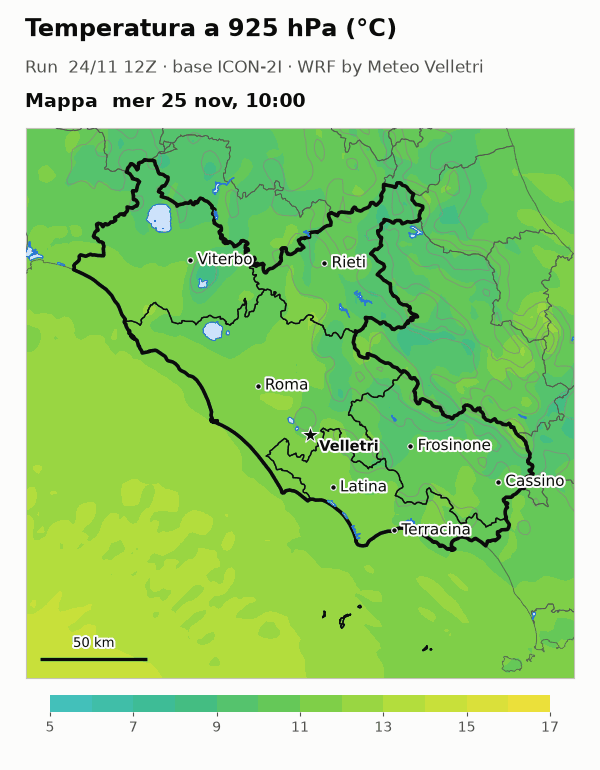 Temperatura a 925 hPa (°C)
Run  24/11 12Z · base ICON-2I · WRF by Meteo Velletri
Mappa  mer 25 nov, 10:00
Viterbo
Rieti
Roma
Velletri
Frosinone
Cassino
Latina
Terracina
50 km
5 7 9 11 13 15 17